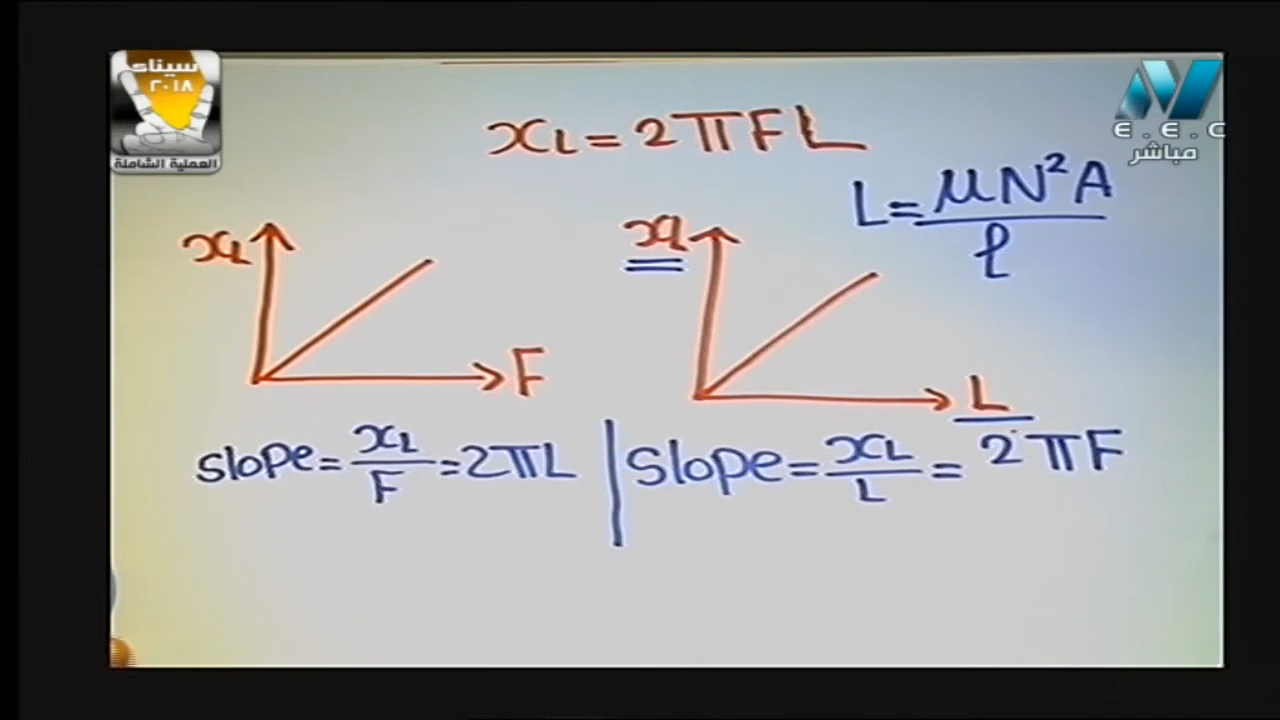 سيناء
٢٠١٨
العملية الشاملة
E.E.C
مباشر
xL = 2πFL
L = μN²A / ℓ
xL
F
xL
L
slope = xL / F = 2πL
slope = xL / L = 2πF